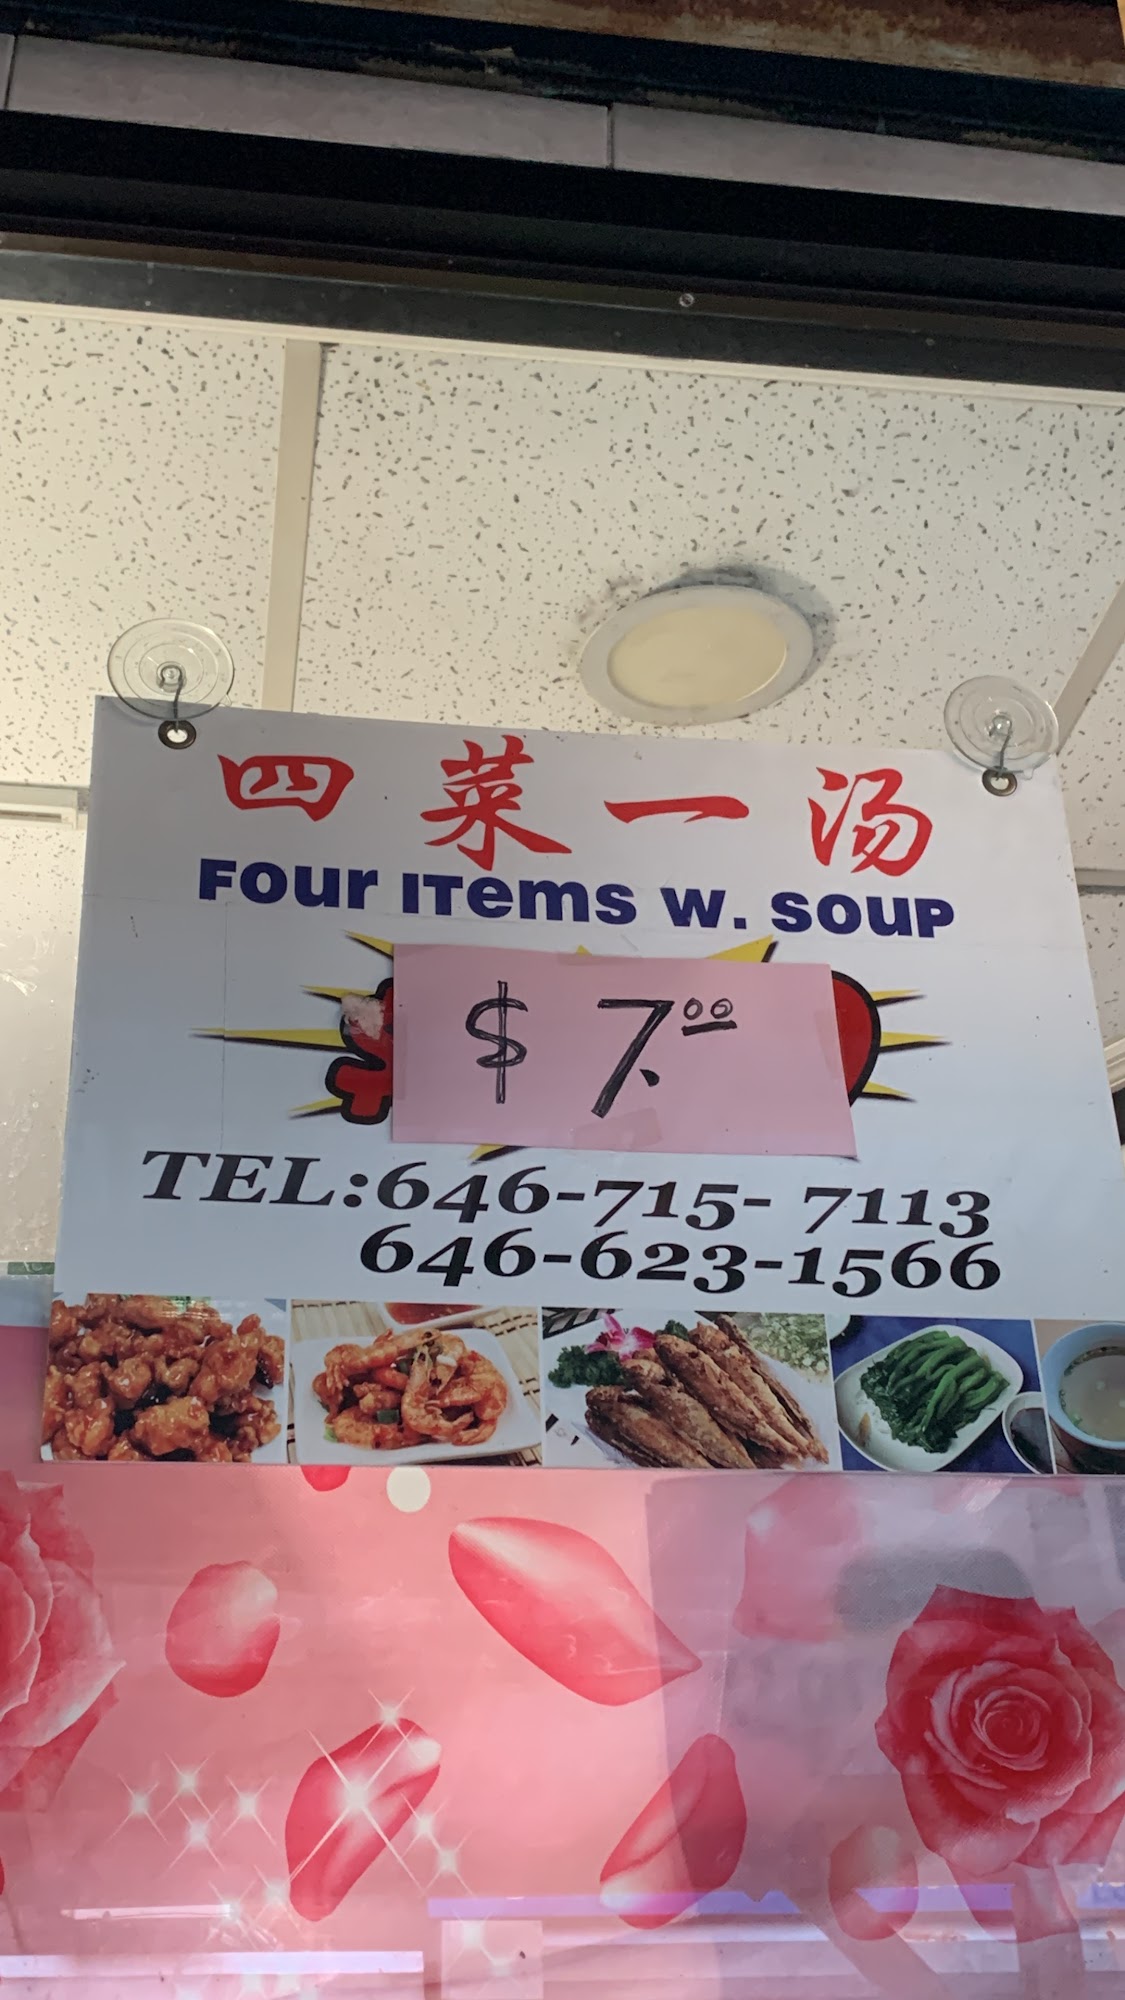 四菜一汤
FOUR ITEMS W. SOUP
$ 7.00
TEL:646-715- 7113
646-623-1566